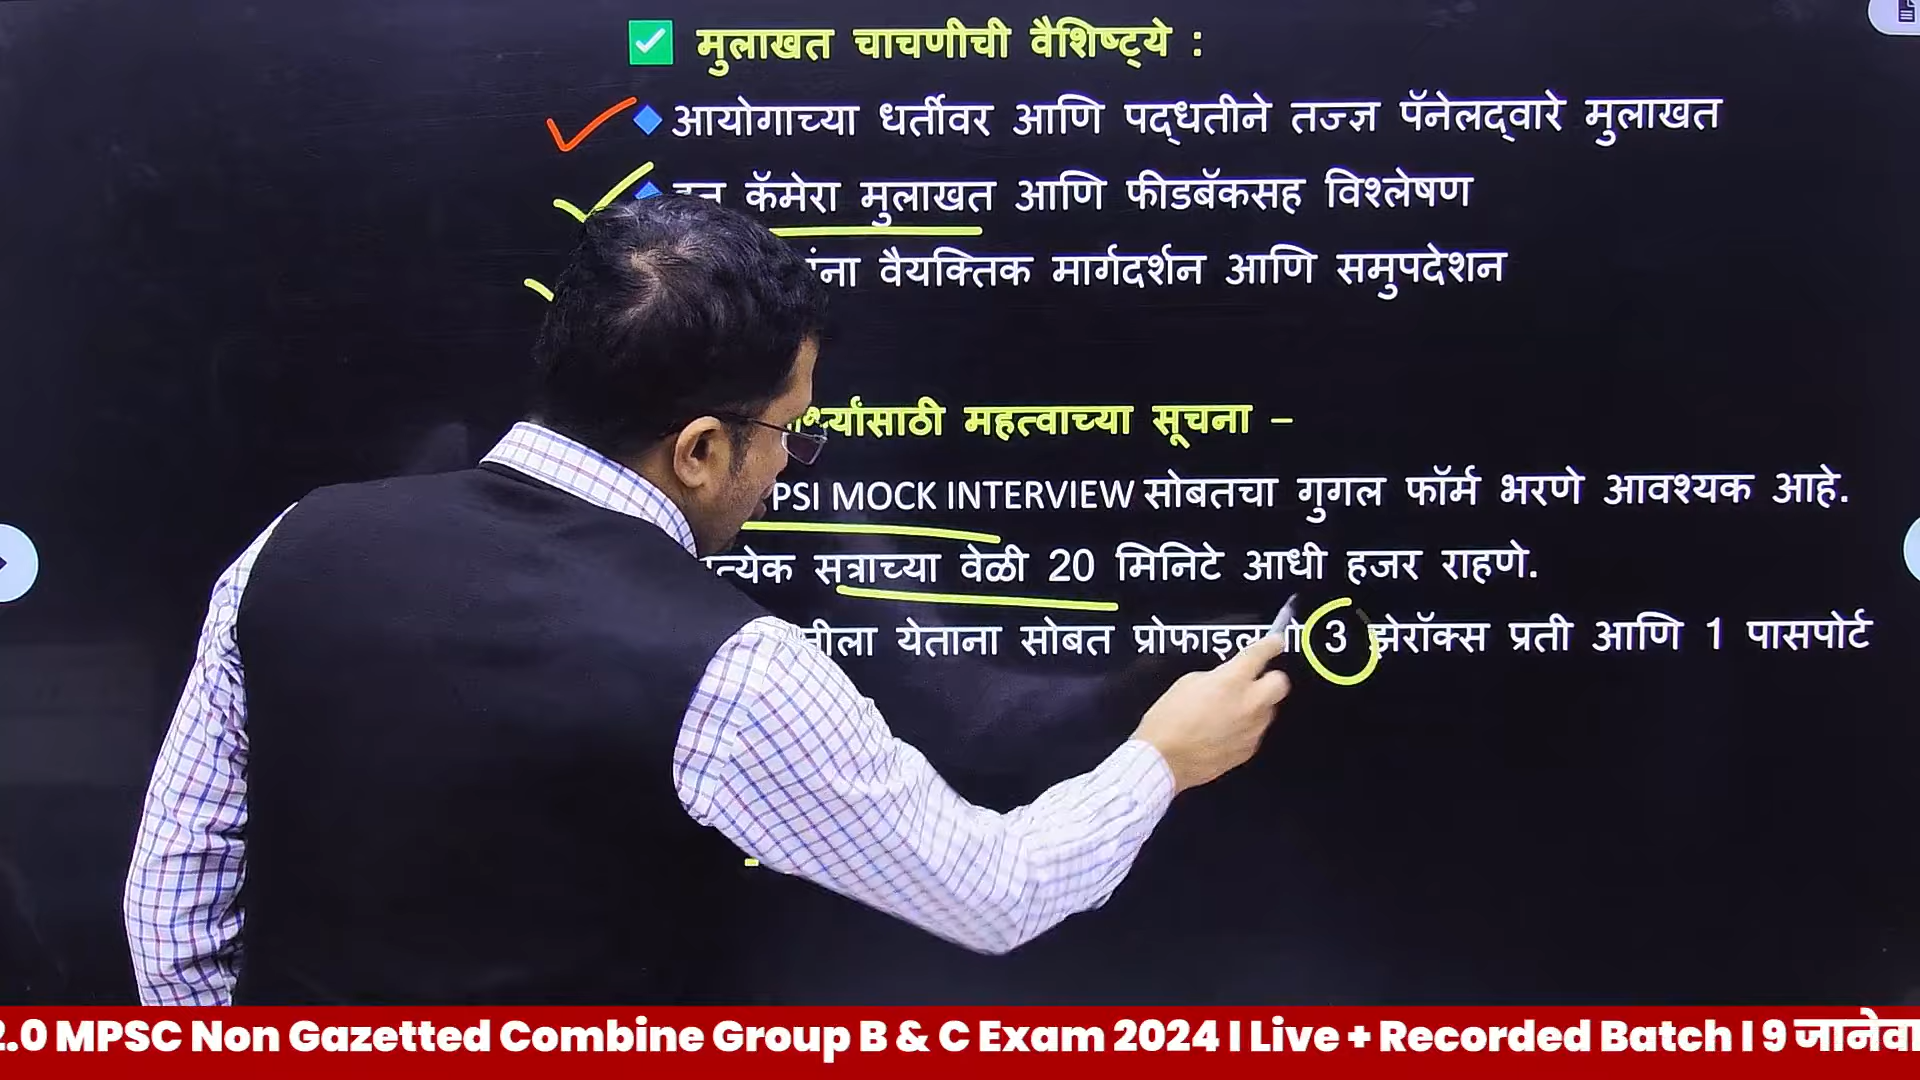 मुलाखत चाचणीची वैशिष्ट्ये :
आयोगाच्या धर्तीवर आणि पद्धतीने तज्ज्ञ पॅनेलद्वारे मुलाखत
कॅमेरा मुलाखत आणि फीडबॅकसह विश्लेषण
वैयक्तिक मार्गदर्शन आणि समुपदेशन
महत्वाच्या सूचना –
PSI MOCK INTERVIEW सोबतचा गुगल फॉर्म भरणे आवश्यक आहे.
सत्राच्या वेळी 20 मिनिटे आधी हजर राहणे.
येताना सोबत 3 झेरॉक्स प्रती आणि 1 पासपोर्ट
2.0 MPSC Non Gazetted Combine Group B & C Exam 2024 I Live + Recorded Batch I 9